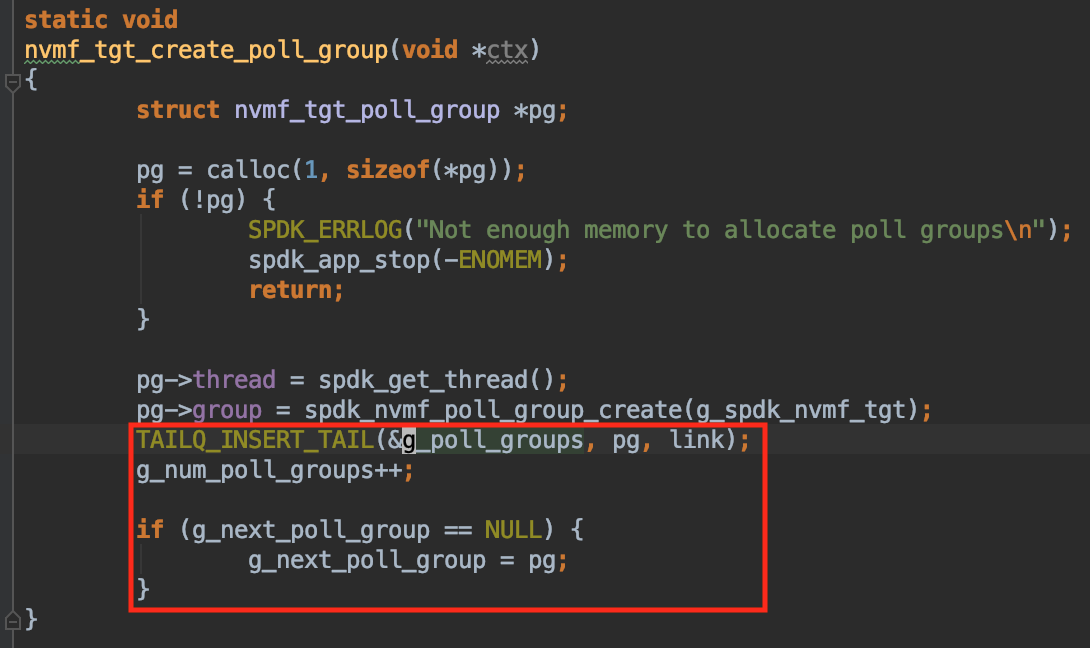 static void
nvmf_tgt_create_poll_group(void *ctx)
{
struct nvmf_tgt_poll_group *pg;
pg = calloc(1, sizeof(*pg));
if (!pg) {
SPDK_ERRLOG("Not enough memory to allocate poll groups\n");
spdk_app_stop(-ENOMEM);
return;
}
pg->thread = spdk_get_thread();
pg->group = spdk_nvmf_poll_group_create(g_spdk_nvmf_tgt);
TAILQ_INSERT_TAIL(&g_poll_groups, pg, link);
g_num_poll_groups++;
if (g_next_poll_group == NULL) {
g_next_poll_group = pg;
}
}